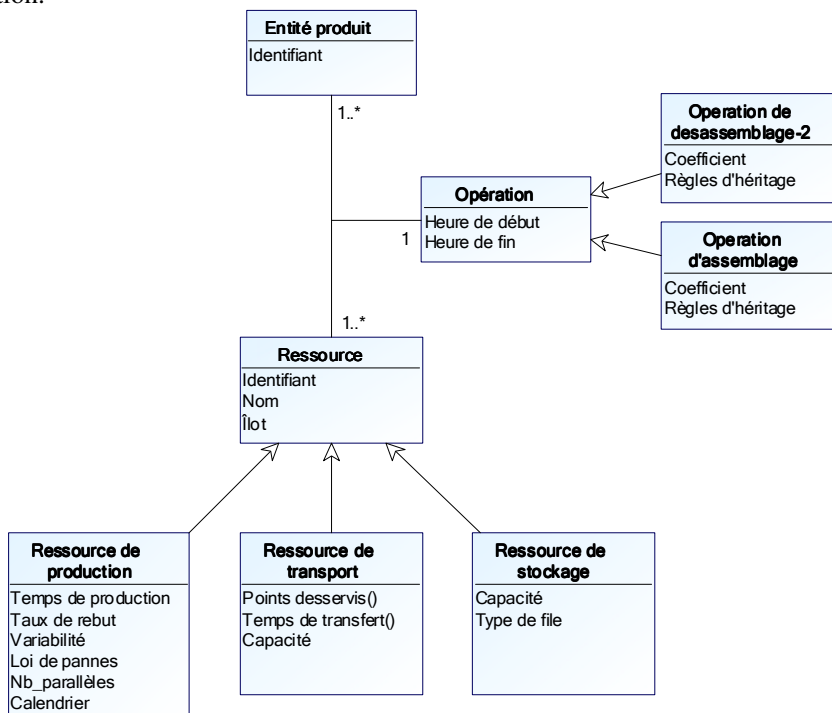 tion.
Entité produit
Identifiant
1..*
Operation de
desassemblage-2
Coefficient
Règles d'héritage
Opération
Heure de début
Heure de fin
1
Operation
d'assemblage
Coefficient
Règles d'héritage
1..*
Ressource
Identifiant
Nom
Îlot
Ressource de
production
Temps de production
Taux de rebut
Variabilité
Loi de pannes
Nb_parallèles
Calendrier
Ressource de
transport
Points desservis()
Temps de transfert()
Capacité
Ressource de
stockage
Capacité
Type de file